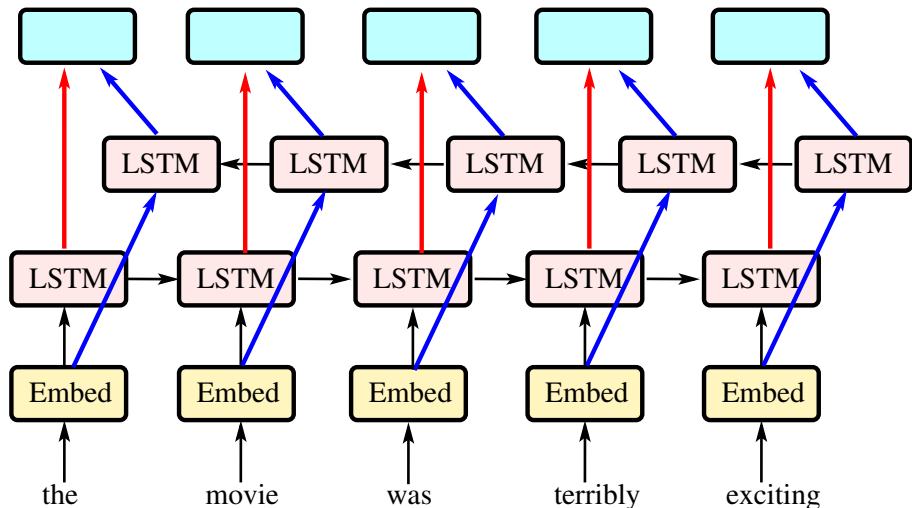 LSTM LSTM LSTM LSTM LSTM
LSTM LSTM LSTM LSTM LSTM
Embed Embed Embed Embed Embed
the movie was terribly exciting